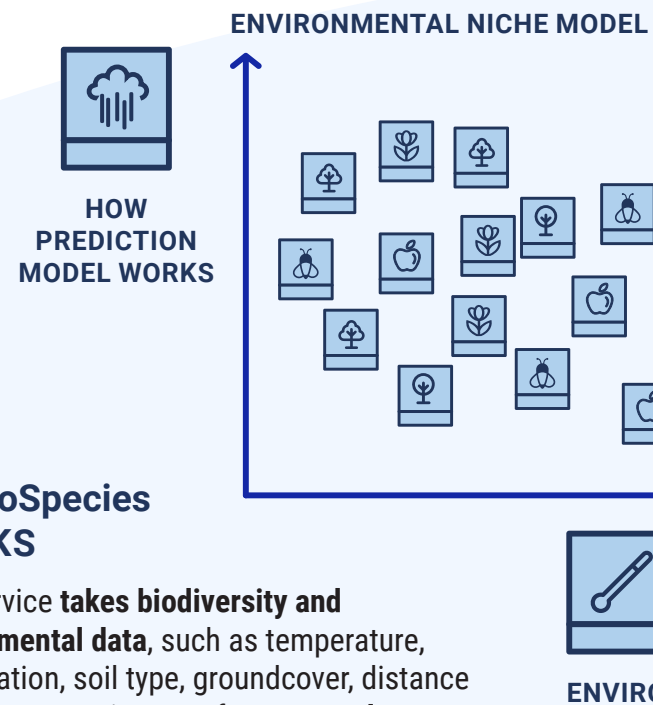 ENVIRONMENTAL NICHE MODEL
HOW
PREDICTION
MODEL WORKS
oSpecies
KS
rvice takes biodiversity and
mental data, such as temperature,
ation, soil type, groundcover, distance
ENVIRO